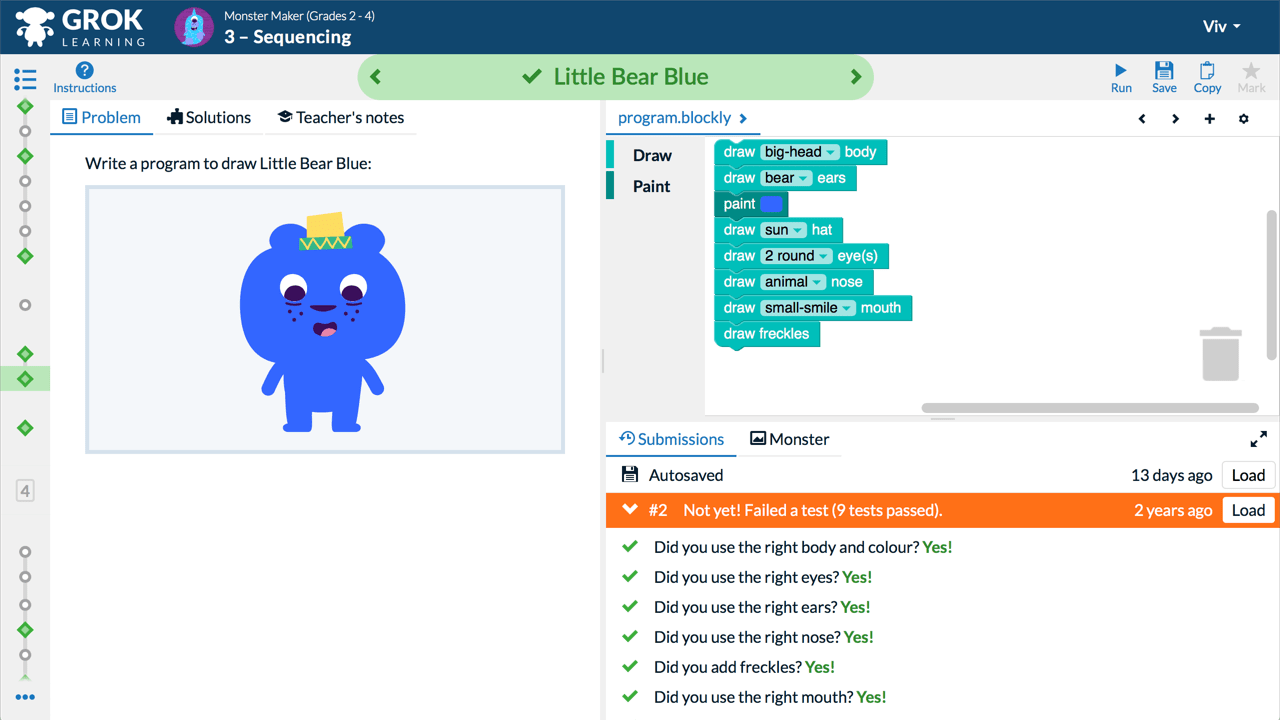 GROK
LEARNING
Monster Maker (Grades 2 - 4)
3 – Sequencing
Viv
Instructions
Little Bear Blue
Run
Save
Copy
Mark
Problem
Solutions
Teacher's notes
program.blockly
Write a program to draw Little Bear Blue:
Draw
Paint
draw big-head body
draw bear ears
paint
draw sun hat
draw 2 round eye(s)
draw animal nose
draw small-smile mouth
draw freckles
4
Submissions
Monster
Autosaved
13 days ago
Load
#2 Not yet! Failed a test (9 tests passed).
2 years ago
Load
Did you use the right body and colour? Yes!
Did you use the right eyes? Yes!
Did you use the right ears? Yes!
Did you use the right nose? Yes!
Did you add freckles? Yes!
Did you use the right mouth? Yes!